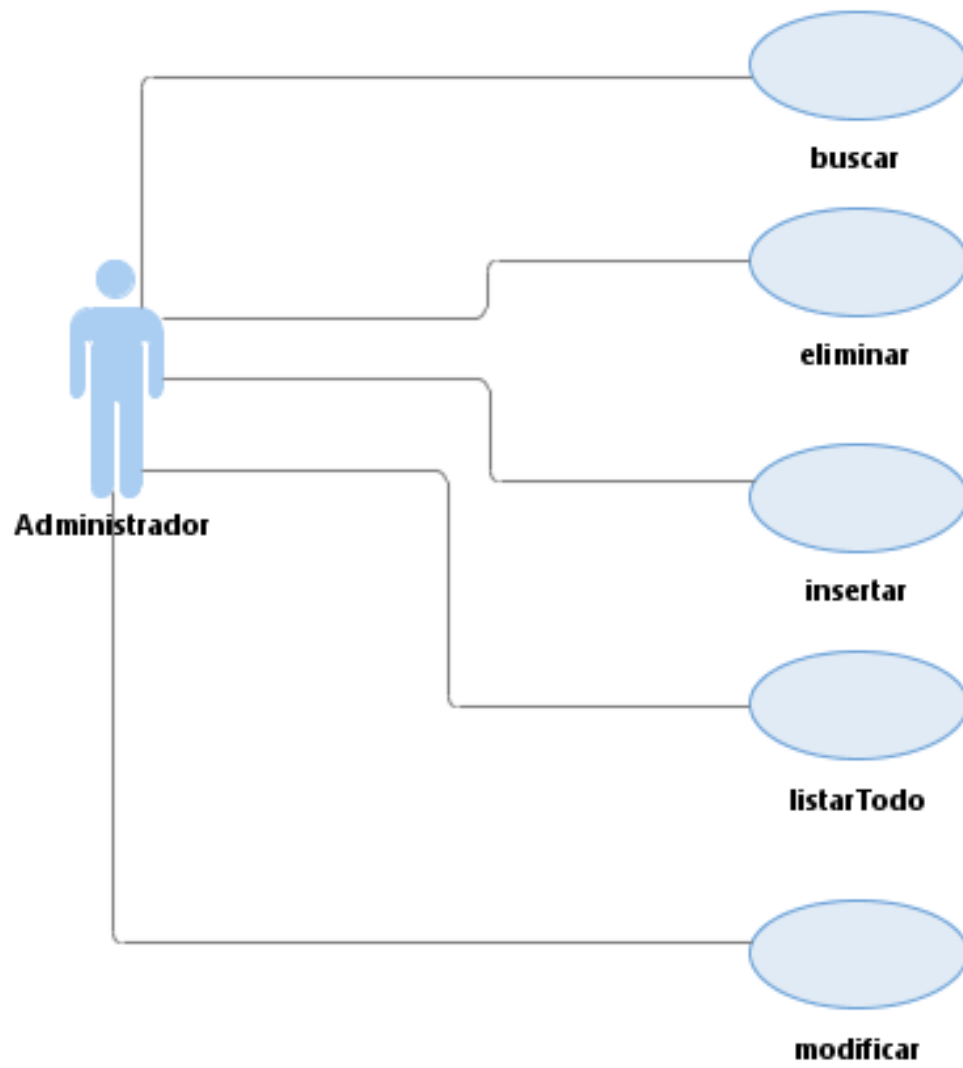 buscar
eliminar
Administrador
insertar
listarTodo
modificar